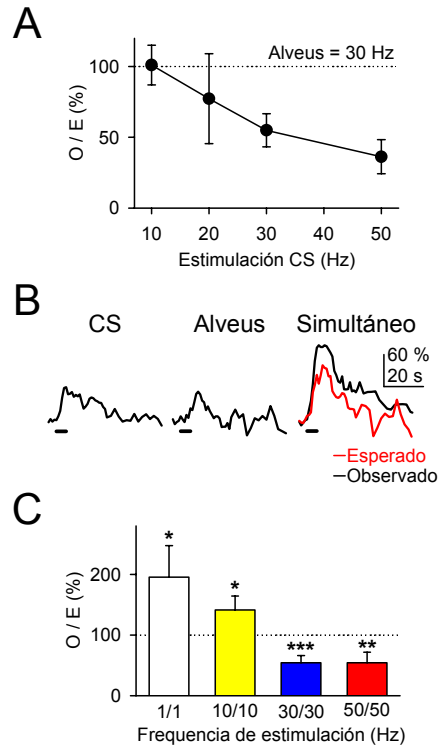 A
Alveus = 30 Hz
O / E (%)
100
50
0
10 20 30 40 50
Estimulación CS (Hz)
B
CS Alveus Simultáneo
60 %
20 s
Esperado
Observado
C
O / E (%)
200
100
0
* * *** **
1/1 10/10 30/30 50/50
Frequencia de estimulación (Hz)